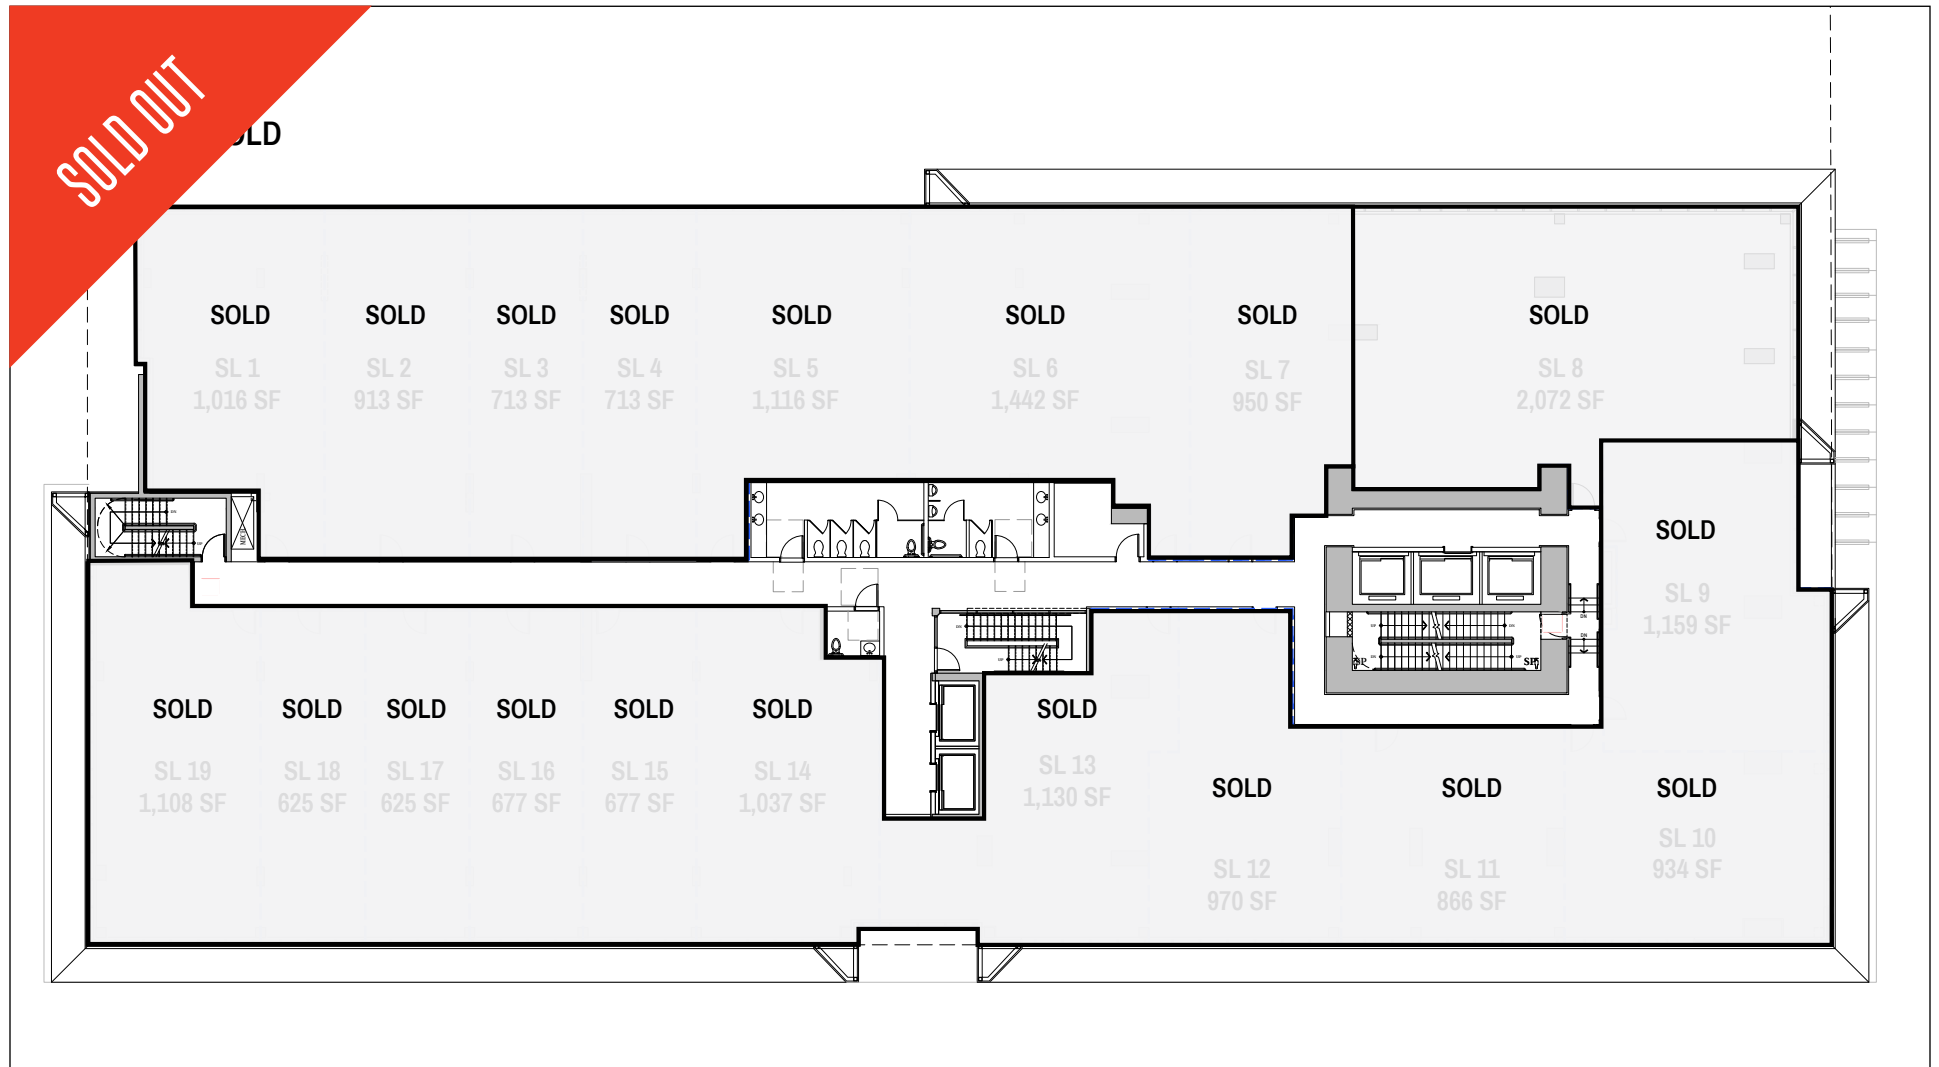 SOLD OUT
OLD
SOLD
SL 1
1,016 SF
SOLD
SL 2
913 SF
SOLD
SL 3
713 SF
SOLD
SL 4
713 SF
SOLD
SL 5
1,116 SF
SOLD
SL 6
1,442 SF
SOLD
SL 7
950 SF
SOLD
SL 8
2,072 SF
SOLD
SL 9
1,159 SF
SOLD
SL 19
1,108 SF
SOLD
SL 18
625 SF
SOLD
SL 17
625 SF
SOLD
SL 16
677 SF
SOLD
SL 15
677 SF
SOLD
SL 14
1,037 SF
SOLD
SL 13
1,130 SF
SOLD
SL 12
970 SF
SOLD
SL 11
866 SF
SOLD
SL 10
934 SF
SP
SP
DN
DN